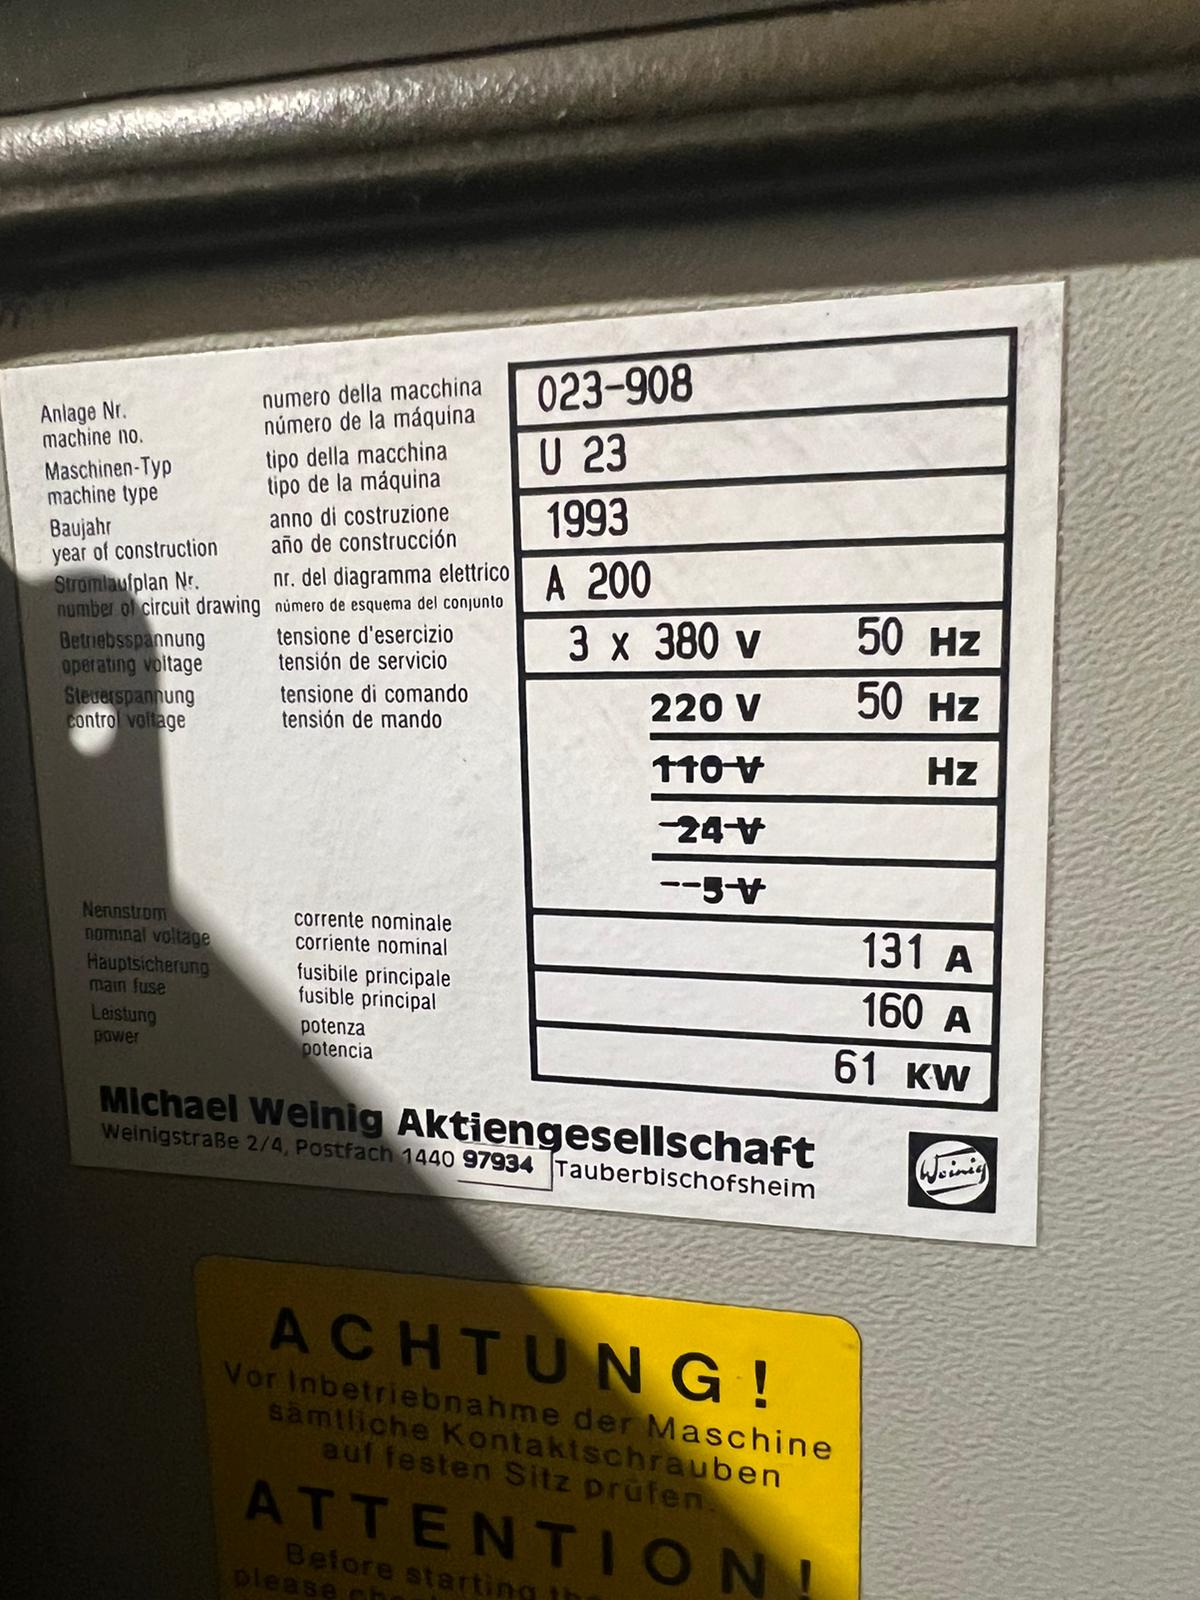 Anlage Nr. numero della macchina 023-908
machine no. número de la máquina
Maschinen-Typ tipo della macchina U 23
machine type tipo de la máquina
Baujahr anno di costruzione 1993
year of construction año de construcción
Stromlaufplan Nr. nr. del diagramma elettrico A 200
number of circuit drawing número de esquema del conjunto
Betriebsspannung tensione d'esercizio 3 x 380 V 50 Hz
operating voltage tensión de servicio
Steuerspannung tensione di comando 220 V 50 Hz
control voltage tensión de mando
110 V Hz
24 V
5 V
Nennstrom corrente nominale 131 A
nominal voltage corriente nominal
Hauptsicherung fusibile principale 160 A
main fuse fusible principal
Leistung potenza 61 KW
power potencia
Michael Weinig Aktiengesellschaft
Weinigstraße 2/4, Postfach 1440 97934 Tauberbischofsheim
Weinig
ACHTUNG!
Vor Inbetriebnahme der Maschine
sämtliche Kontaktschrauben
auf festen Sitz prüfen.
ATTENTION!
Before starting
please